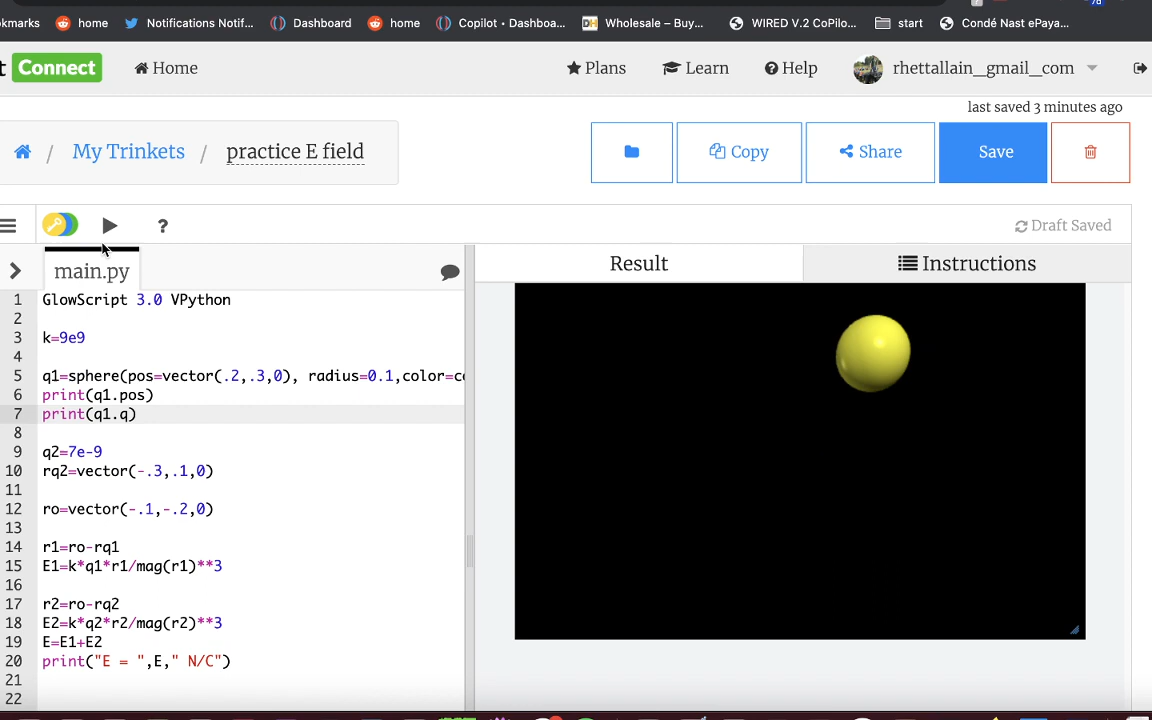 kmarks home Notifications Notif... Dashboard home Copilot • Dashboa... DH Wholesale – Buy... WIRED V.2 CoPilo... start Condé Nast ePaya...
t Connect Home Plans Learn Help rhettallain_gmail_com
last saved 3 minutes ago
/ My Trinkets / practice E field Copy Share Save
? Draft Saved
main.py Result Instructions
1 GlowScript 3.0 VPython
2
3 k=9e9
4
5 q1=sphere(pos=vector(.2,.3,0), radius=0.1,color=co
6 print(q1.pos)
7 print(q1.q)
8
9 q2=7e-9
10 rq2=vector(-.3,.1,0)
11
12 ro=vector(-.1,-.2,0)
13
14 r1=ro-rq1
15 E1=k*q1*r1/mag(r1)**3
16
17 r2=ro-rq2
18 E2=k*q2*r2/mag(r2)**3
19 E=E1+E2
20 print("E = ",E," N/C")
21
22